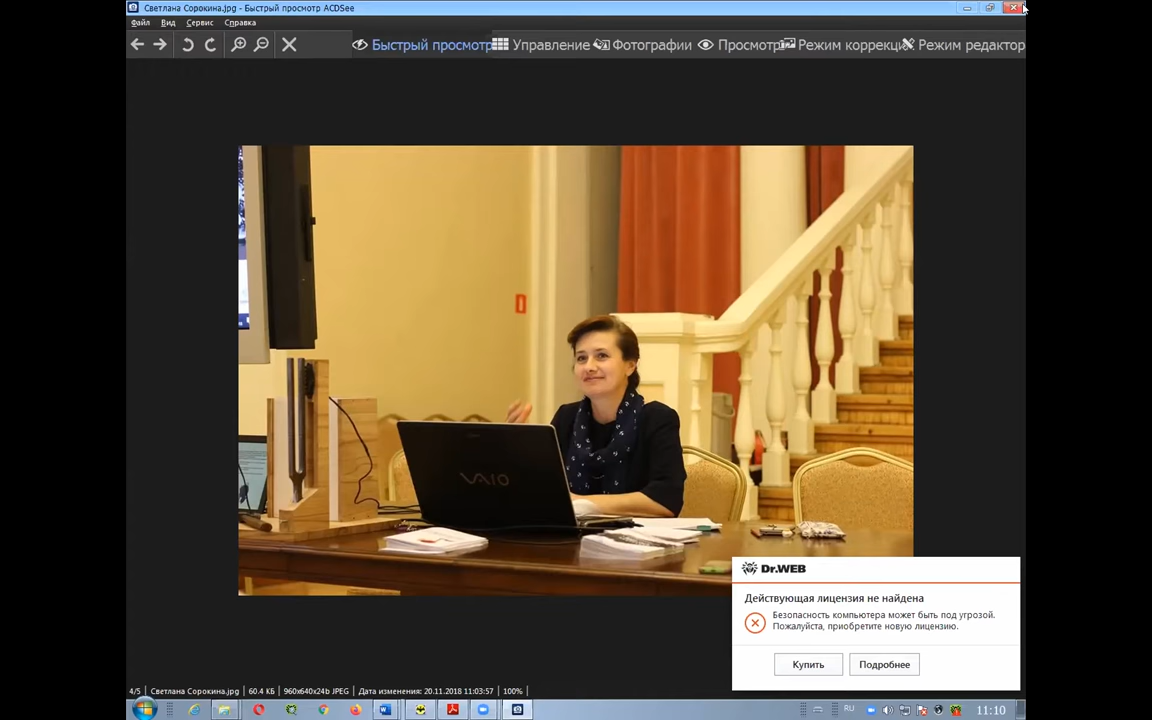 Светлана Сорокина.jpg - Быстрый просмотр ACDSee
Файл Вид Сервис Справка
Быстрый просмотр Управление Фотографии Просмотр Режим коррекци Режим редактор
VAIO
Dr.WEB
Действующая лицензия не найдена
Безопасность компьютера может быть под угрозой.
Пожалуйста, приобретите новую лицензию.
Купить Подробнее
4/5 Светлана Сорокина.jpg 60.4 КБ 960x640x24b JPEG Дата изменения: 20.11.2018 11:03:57 100%
RU 11:10